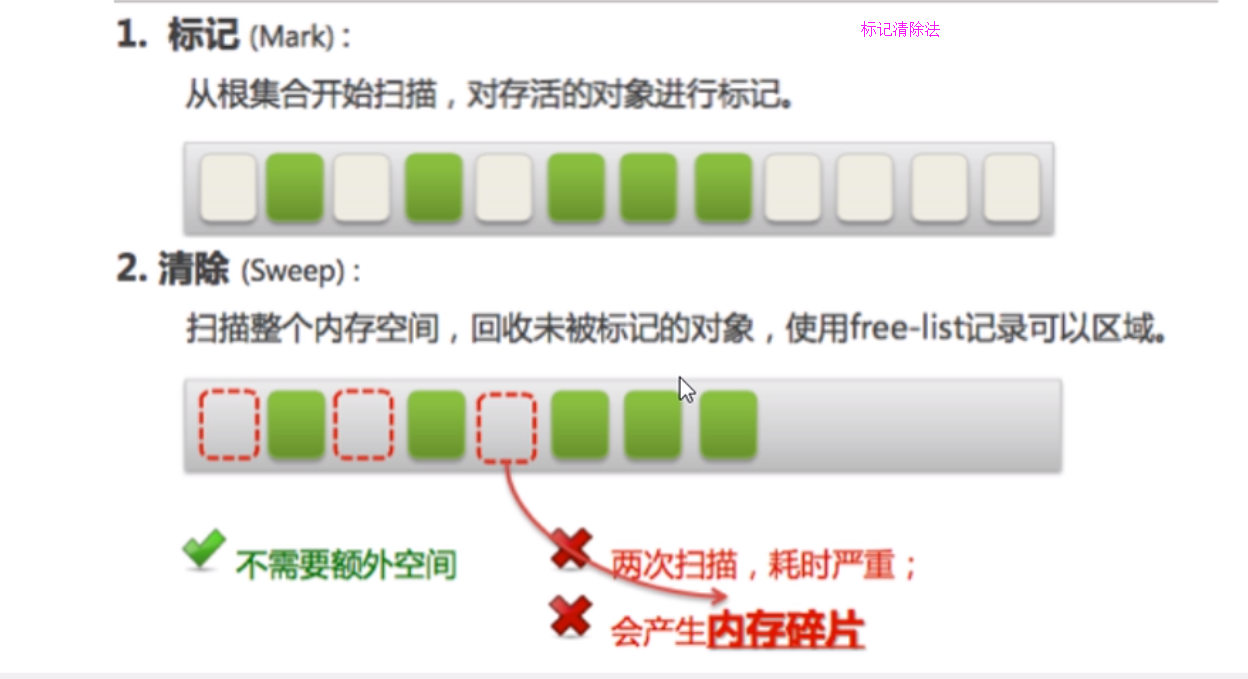 1. 标记 (Mark) :
标记清除法
从根集合开始扫描，对存活的对象进行标记。
2. 清除 (Sweep) :
扫描整个内存空间，回收未被标记的对象，使用free-list记录可以区域。
不需要额外空间
两次扫描，耗时严重；
会产生内存碎片